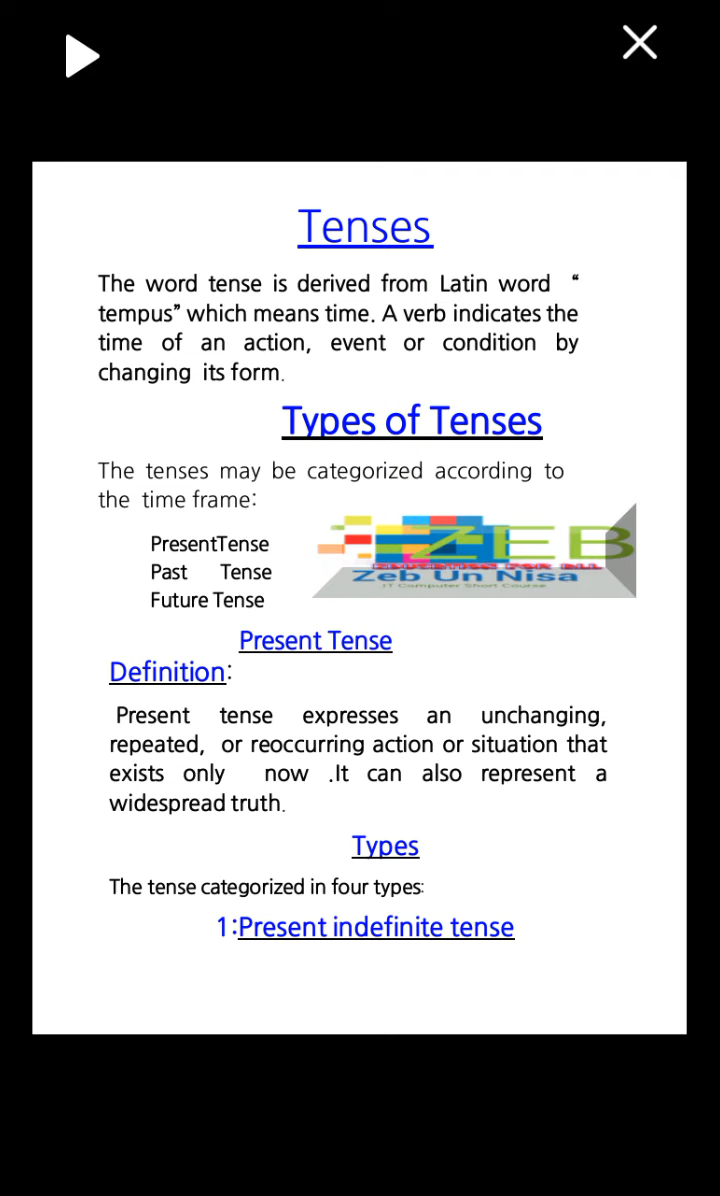 Tenses
The word tense is derived from Latin word “
tempus” which means time. A verb indicates the
time of an action, event or condition by
changing its form.
Types of Tenses
The tenses may be categorized according to
the time frame:
PresentTense
Past Tense
Future Tense
ZEB
EDUCATION FOR ALL
Zeb Un Nisa
IT Computer Short Course
Present Tense
Definition:
Present tense expresses an unchanging,
repeated, or reoccurring action or situation that
exists only now .It can also represent a
widespread truth.
Types
The tense categorized in four types:
1:Present indefinite tense